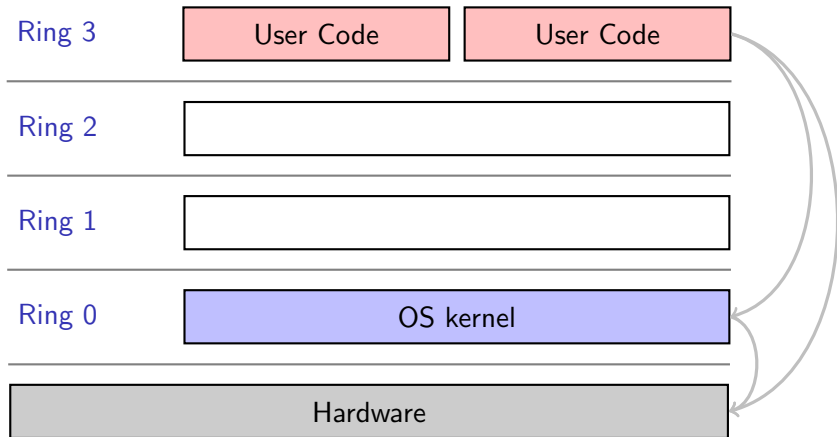 Ring 3 User Code User Code
Ring 2
Ring 1
Ring 0 OS kernel
Hardware